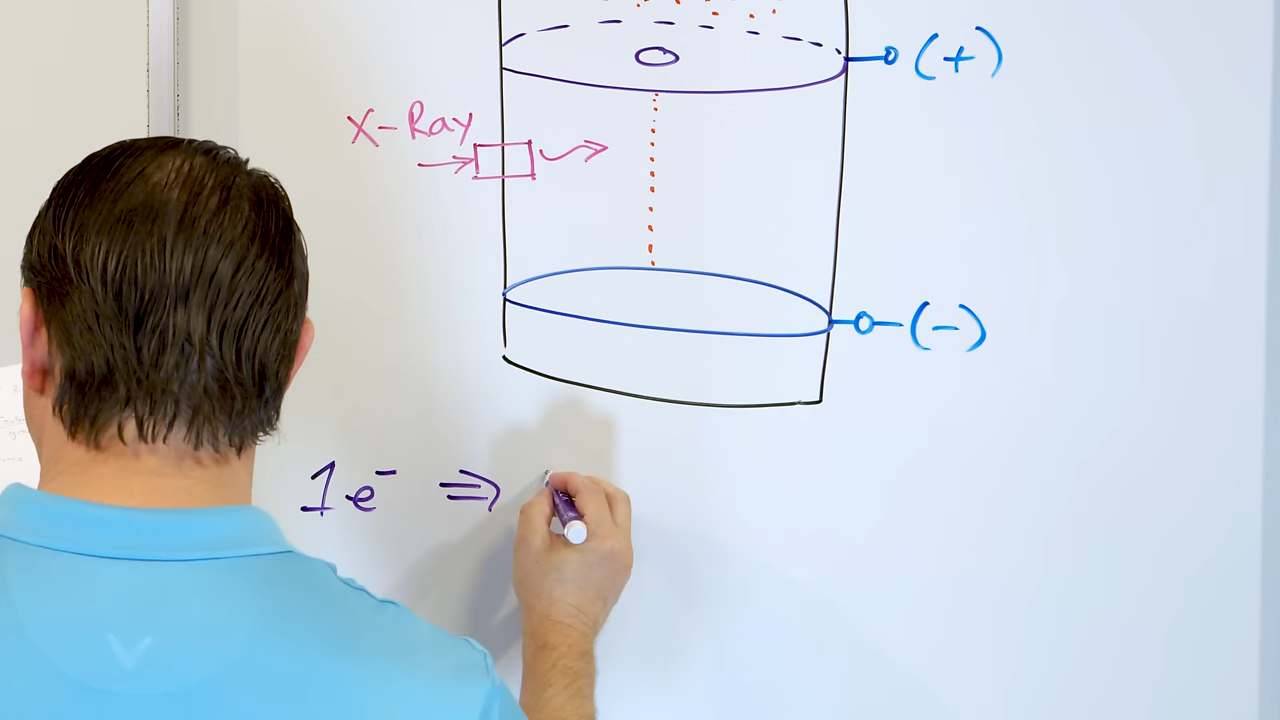 (+)
X-Ray
(-)
1e⁻ ⇒